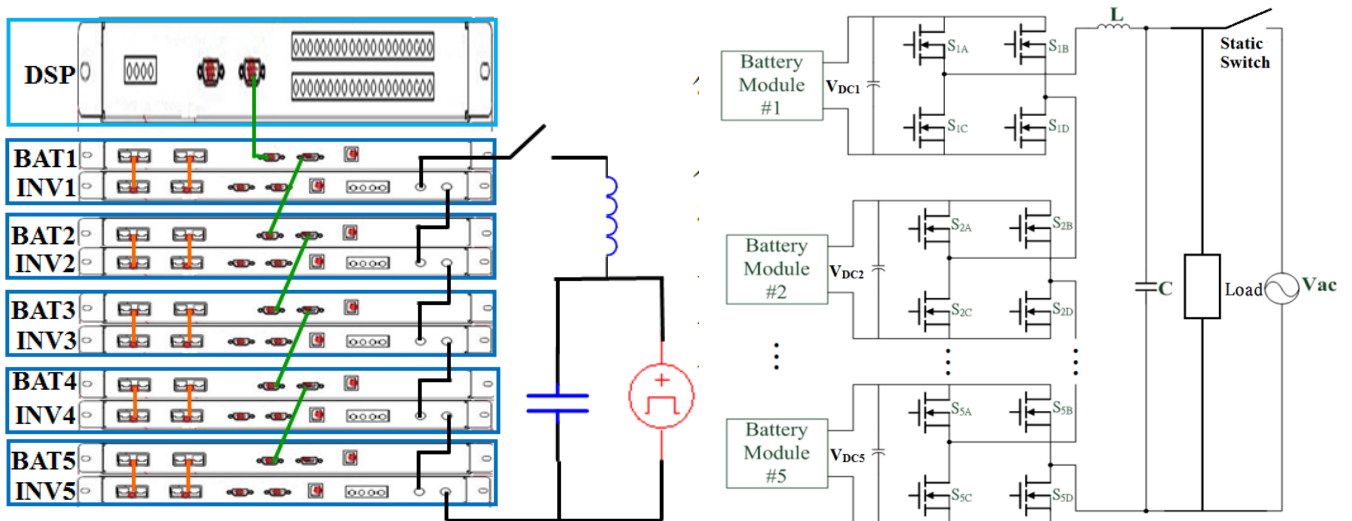 DSP
BAT1
INV1
BAT2
INV2
BAT3
INV3
BAT4
INV4
BAT5
INV5
+
Battery
Module
#1
VDC1
S1A
S1B
S1C
S1D
L
Static
Switch
Battery
Module
#2
VDC2
S2A
S2B
S2C
S2D
C
Load
Vac
Battery
Module
#5
VDC5
S5A
S5B
S5C
S5D